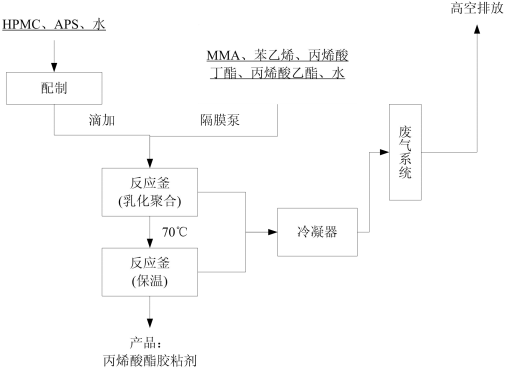 高空排放
HPMC、APS、水
MMA、苯乙烯、丙烯酸
丁酯、丙烯酸乙酯、水
配制
滴加
隔膜泵
废气系统
反应釜
(乳化聚合)
冷凝器
70℃
反应釜
(保温)
产品：
丙烯酸酯胶粘剂